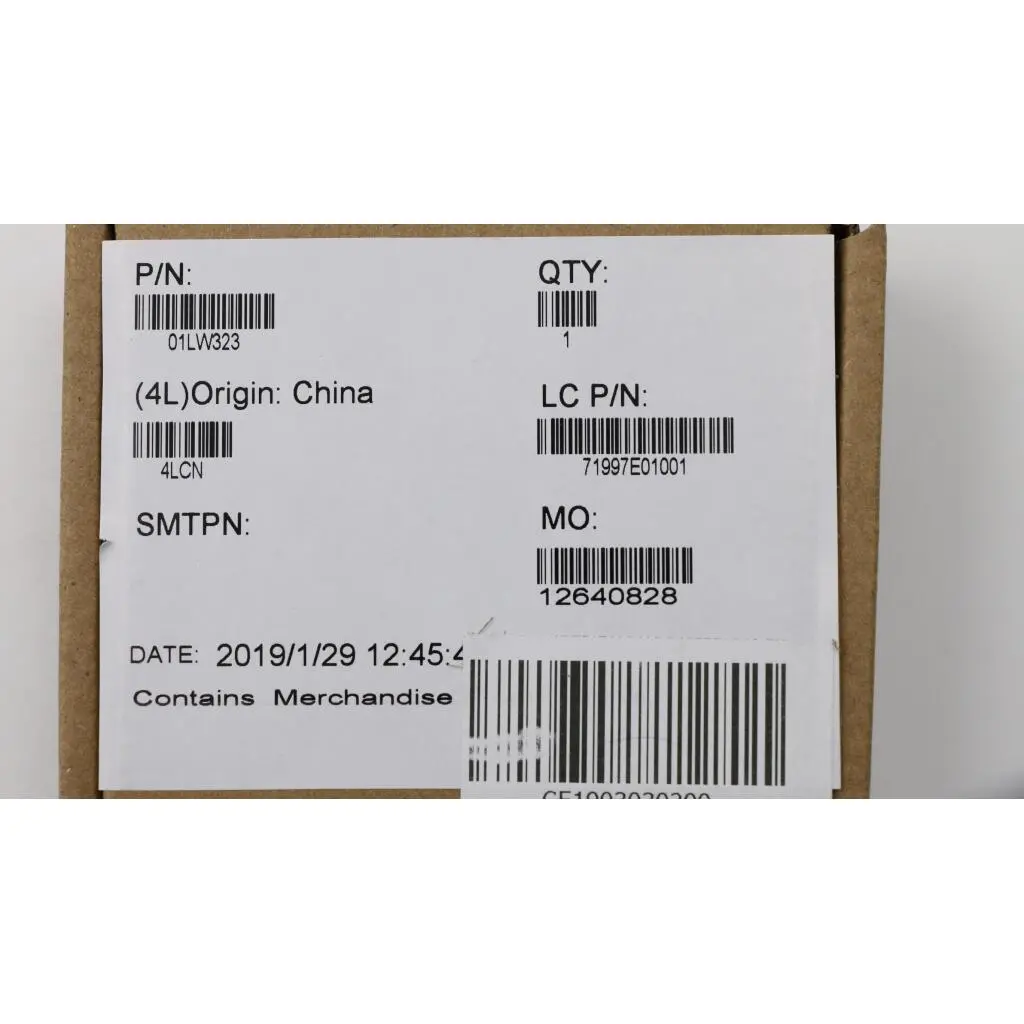 P/N:
01LW323
QTY:
1
(4L)Origin: China
4LCN
LC P/N:
71997E01001
SMTPN:
MO:
12640828
DATE: 2019/1/29 12:45:4
Contains Merchandise